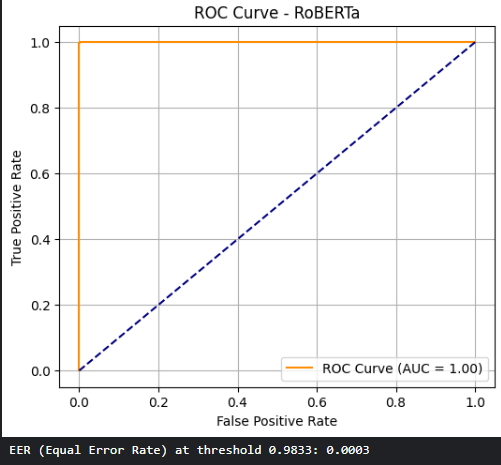 ROC Curve - RoBERTa
1.0
0.8
0.6
0.4
0.2
0.0
True Positive Rate
ROC Curve (AUC = 1.00)
0.0 0.2 0.4 0.6 0.8 1.0
False Positive Rate
EER (Equal Error Rate) at threshold 0.9833: 0.0003